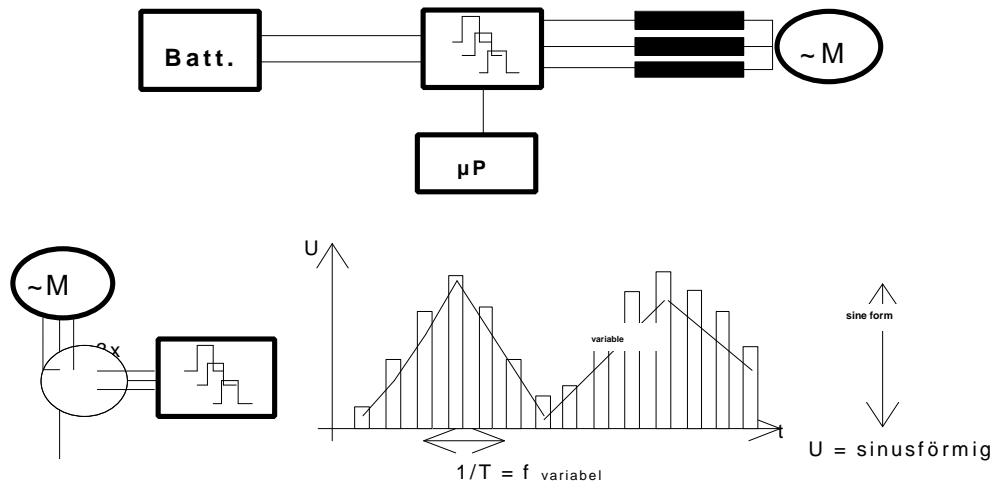 Batt.
~M
µP
U
~M
variable
sine form
t
U = sinusförmig
1/T = f variabel